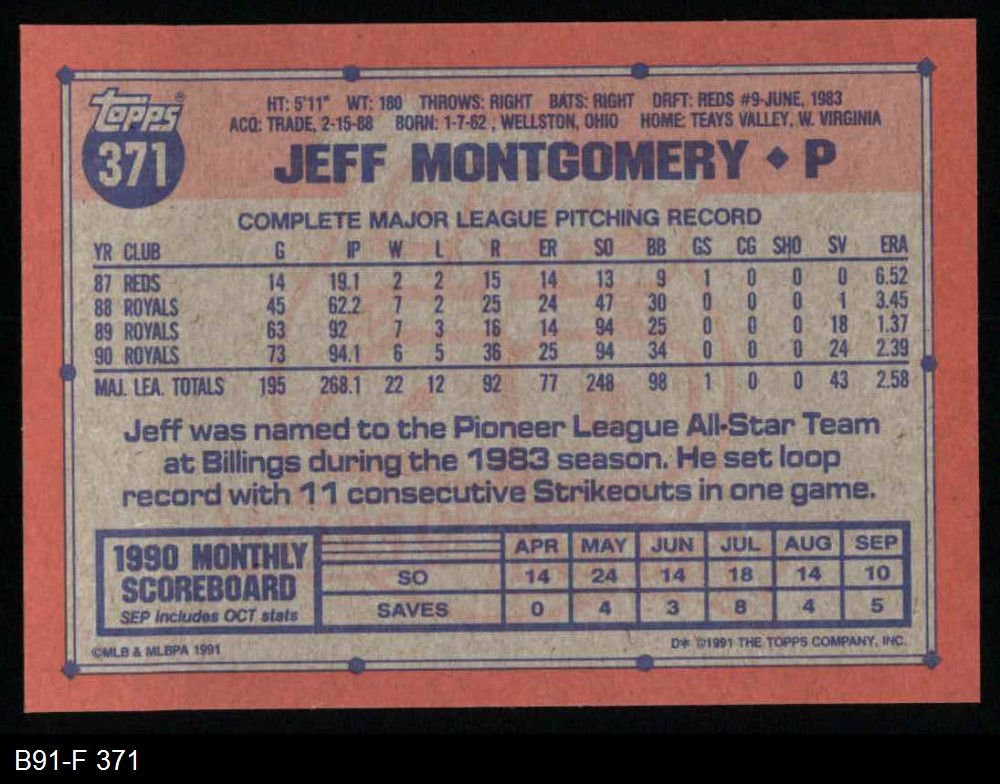 topps®
371
HT: 5'11" WT: 180 THROWS: RIGHT BATS: RIGHT DRFT: REDS #9-JUNE, 1983
ACQ: TRADE, 2-15-88 BORN: 1-7-62, WELLSTON, OHIO HOME: TEAYS VALLEY, W. VIRGINIA
JEFF MONTGOMERY ◆ P
COMPLETE MAJOR LEAGUE PITCHING RECORD
YR CLUB G IP W L R ER SO BB GS CG SHO SV ERA
87 REDS 14 19.1 2 2 15 14 13 9 1 0 0 0 6.52
88 ROYALS 45 62.2 7 2 25 24 47 30 0 0 0 1 3.45
89 ROYALS 63 92 7 3 16 14 94 25 0 0 0 18 1.37
90 ROYALS 73 94.1 6 5 36 25 94 34 0 0 0 24 2.39
MAJ. LEA. TOTALS 195 268.1 22 12 92 77 248 98 1 0 0 43 2.58
Jeff was named to the Pioneer League All-Star Team
at Billings during the 1983 season. He set loop
record with 11 consecutive Strikeouts in one game.
1990 MONTHLY
SCOREBOARD
SEP Includes OCT stats
APR MAY JUN JUL AUG SEP
SO 14 24 14 18 14 10
SAVES 0 4 3 8 4 5
©MLB & MLBPA 1991
D* ©1991 THE TOPPS COMPANY, INC.
B91-F 371